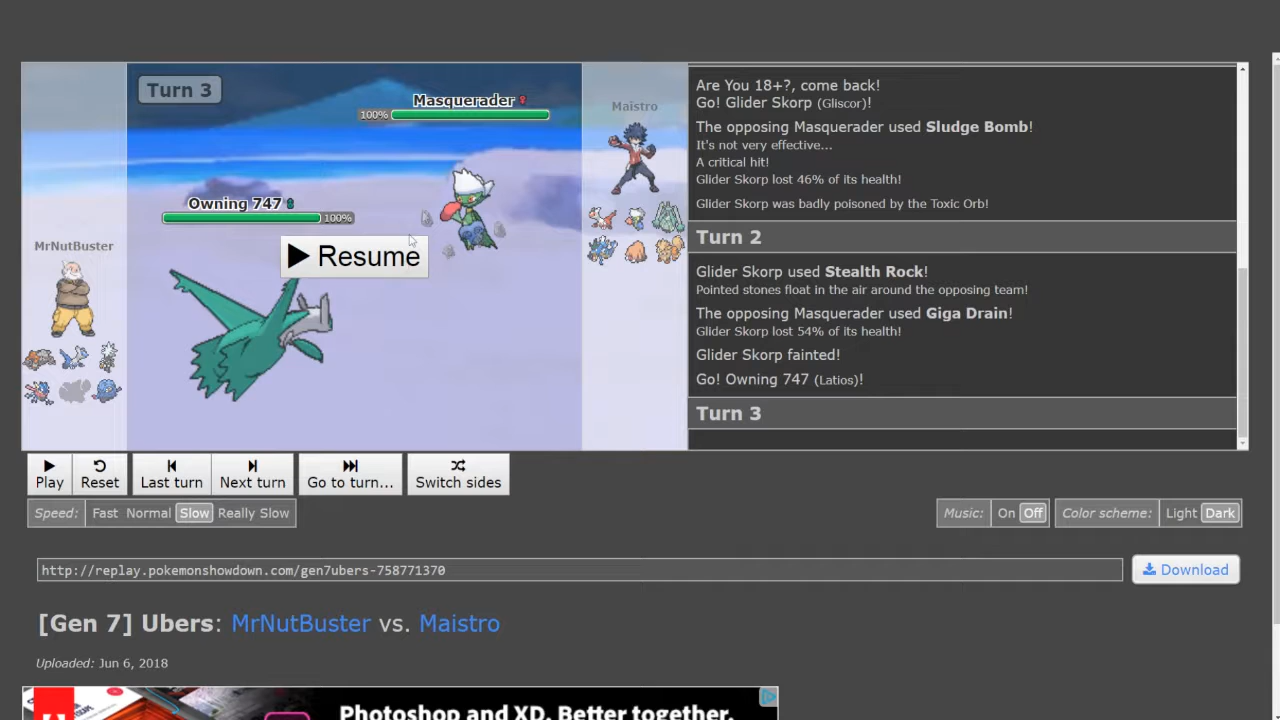 Turn 3
Masquerader
100%
Owning 747
100%
Resume
MrNutBuster
Maistro
Are You 18+?, come back!
Go! Glider Skorp (Gliscor)!
The opposing Masquerader used Sludge Bomb!
It's not very effective...
A critical hit!
Glider Skorp lost 46% of its health!
Glider Skorp was badly poisoned by the Toxic Orb!
Turn 2
Glider Skorp used Stealth Rock!
Pointed stones float in the air around the opposing team!
The opposing Masquerader used Giga Drain!
Glider Skorp lost 54% of its health!
Glider Skorp fainted!
Go! Owning 747 (Latios)!
Turn 3
Play Reset Last turn Next turn Go to turn... Switch sides
Speed: Fast Normal Slow Really Slow
Music: On Off Color scheme: Light Dark
http://replay.pokemonshowdown.com/gen7ubers-758771370
Download
[Gen 7] Ubers: MrNutBuster vs. Maistro
Uploaded: Jun 6, 2018
Photoshop and XD. Better together.